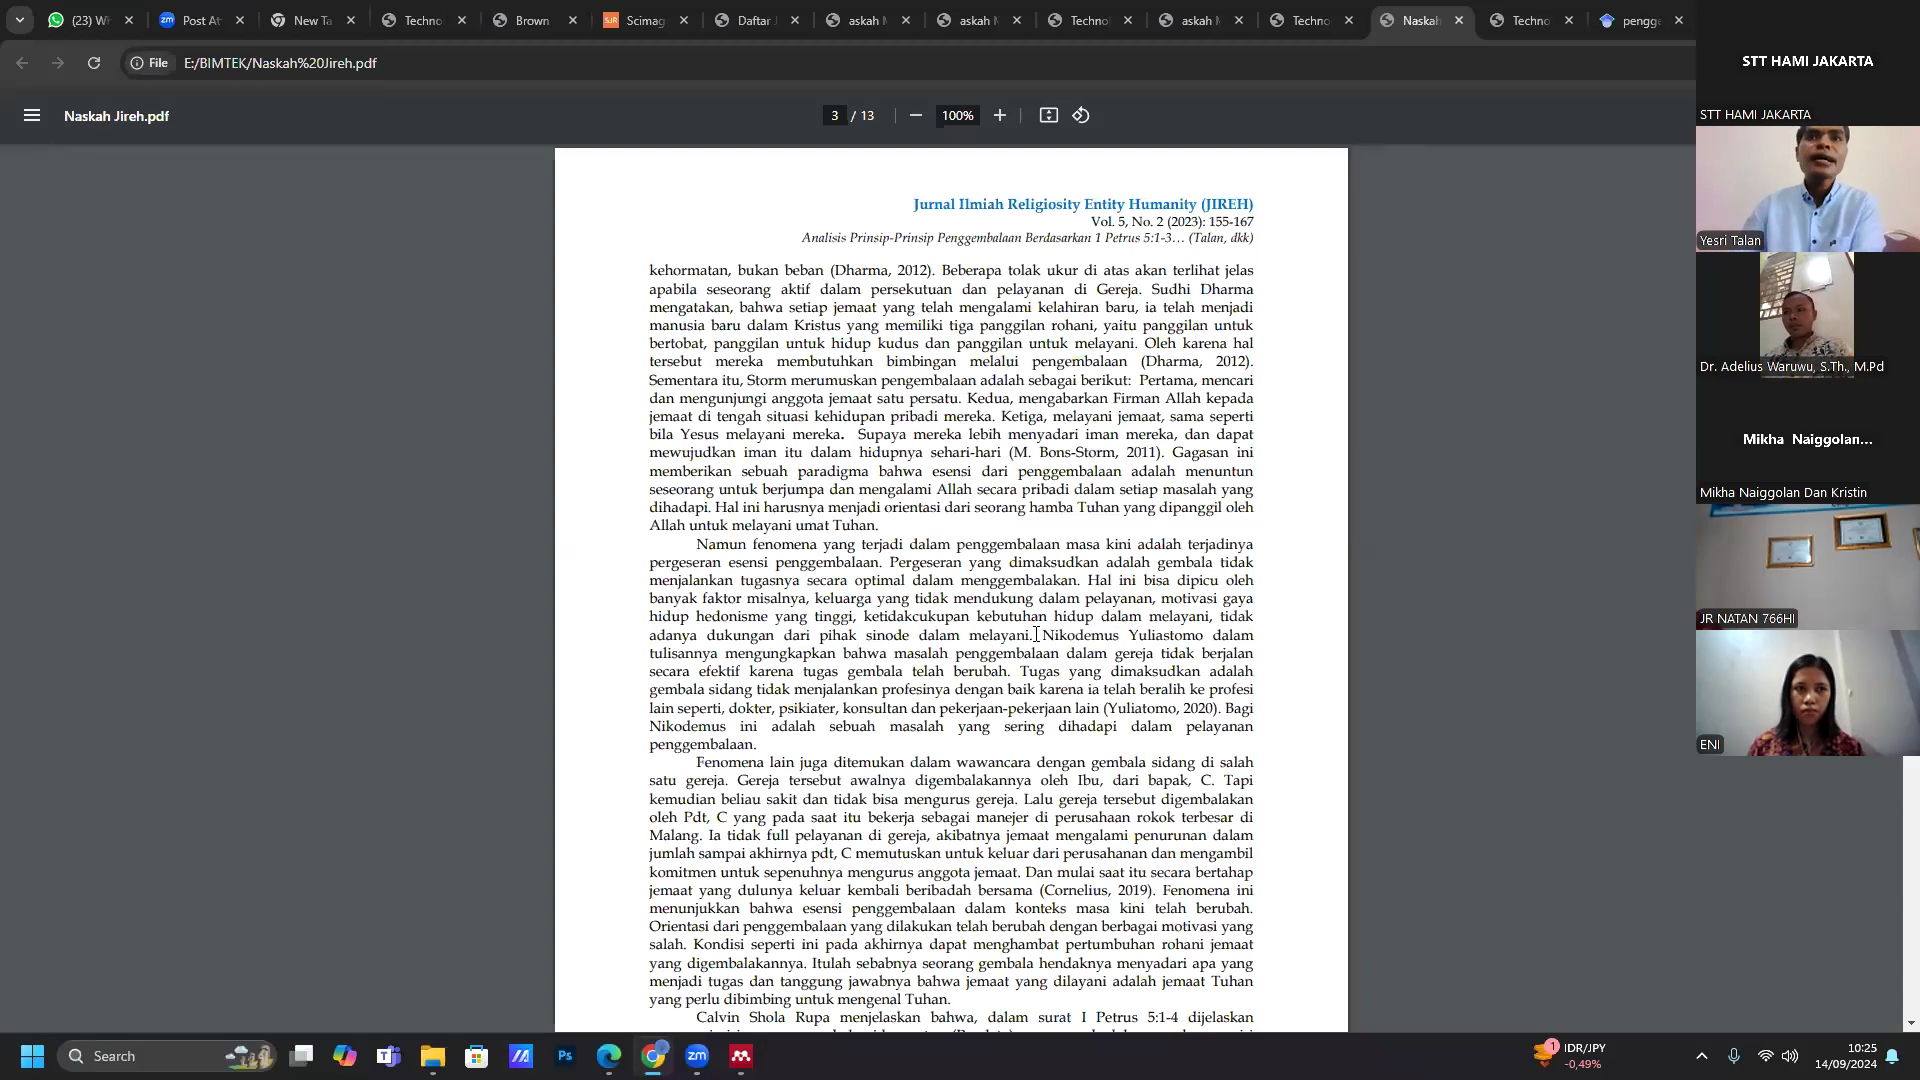 (23) W
Post At
New Ta
Techno
Brown
Scimag
Daftar J
askah M
askah M
Techno
askah M
Techno
Naskah
Techno
pengge
File
E:/BIMTEK/Naskah%20Jireh.pdf
Naskah Jireh.pdf
3 / 13
100%
Jurnal Ilmiah Religiosity Entity Humanity (JIREH)
Vol. 5, No. 2 (2023): 155-167
Analisis Prinsip-Prinsip Penggembalaan Berdasarkan 1 Petrus 5:1-3… (Talan, dkk)
kehormatan, bukan beban (Dharma, 2012). Beberapa tolak ukur di atas akan terlihat jelas
apabila seseorang aktif dalam persekutuan dan pelayanan di Gereja. Sudhi Dharma
mengatakan, bahwa setiap jemaat yang telah mengalami kelahiran baru, ia telah menjadi
manusia baru dalam Kristus yang memiliki tiga panggilan rohani, yaitu panggilan untuk
bertobat, panggilan untuk hidup kudus dan panggilan untuk melayani. Oleh karena hal
tersebut mereka membutuhkan bimbingan melalui pengembalaan (Dharma, 2012).
Sementara itu, Storm merumuskan pengembalaan adalah sebagai berikut: Pertama, mencari
dan mengunjungi anggota jemaat satu persatu. Kedua, mengabarkan Firman Allah kepada
jemaat di tengah situasi kehidupan pribadi mereka. Ketiga, melayani jemaat, sama seperti
bila Yesus melayani mereka. Supaya mereka lebih menyadari iman mereka, dan dapat
mewujudkan iman itu dalam hidupnya sehari-hari (M. Bons-Storm, 2011). Gagasan ini
memberikan sebuah paradigma bahwa esensi dari penggembalaan adalah menuntun
seseorang untuk berjumpa dan mengalami Allah secara pribadi dalam setiap masalah yang
dihadapi. Hal ini harusnya menjadi orientasi dari seorang hamba Tuhan yang dipanggil oleh
Allah untuk melayani umat Tuhan.
Namun fenomena yang terjadi dalam penggembalaan masa kini adalah terjadinya
pergeseran esensi penggembalaan. Pergeseran yang dimaksudkan adalah gembala tidak
menjalankan tugasnya secara optimal dalam menggembalakan. Hal ini bisa dipicu oleh
banyak faktor misalnya, keluarga yang tidak mendukung dalam pelayanan, motivasi gaya
hidup hedonisme yang tinggi, ketidakcukupan kebutuhan hidup dalam melayani, tidak
adanya dukungan dari pihak sinode dalam melayani. Nikodemus Yuliastomo dalam
tulisannya mengungkapkan bahwa masalah penggembalaan dalam gereja tidak berjalan
secara efektif karena tugas gembala telah berubah. Tugas yang dimaksudkan adalah
gembala sidang tidak menjalankan profesinya dengan baik karena ia telah beralih ke profesi
lain seperti, dokter, psikiater, konsultan dan pekerjaan-pekerjaan lain (Yuliatomo, 2020). Bagi
Nikodemus ini adalah sebuah masalah yang sering dihadapi dalam pelayanan
penggembalaan.
Fenomena lain juga ditemukan dalam wawancara dengan gembala sidang di salah
satu gereja. Gereja tersebut awalnya digembalakannya oleh Ibu, dari bapak, C. Tapi
kemudian beliau sakit dan tidak bisa mengurus gereja. Lalu gereja tersebut digembalakan
oleh Pdt, C yang pada saat itu bekerja sebagai manejer di perusahaan rokok terbesar di
Malang. Ia tidak full pelayanan di gereja, akibatnya jemaat mengalami penurunan dalam
jumlah sampai akhirnya pdt, C memutuskan untuk keluar dari perusahanan dan mengambil
komitmen untuk sepenuhnya mengurus anggota jemaat. Dan mulai saat itu secara bertahap
jemaat yang dulunya keluar kembali beribadah bersama (Cornelius, 2019). Fenomena ini
menunjukkan bahwa esensi penggembalaan dalam konteks masa kini telah berubah.
Orientasi dari penggembalaan yang dilakukan telah berubah dengan berbagai motivasi yang
salah. Kondisi seperti ini pada akhirnya dapat menghambat pertumbuhan rohani jemaat
yang digembalakannya. Itulah sebabnya seorang gembala hendaknya menyadari apa yang
menjadi tugas dan tanggung jawabnya bahwa jemaat yang dilayani adalah jemaat Tuhan
yang perlu dibimbing untuk mengenal Tuhan.
Calvin Shola Rupa menjelaskan bahwa, dalam surat I Petrus 5:1-4 dijelaskan
STT HAMI JAKARTA
STT HAMI JAKARTA
Yesri Talan
Dr. Adelius Waruwu, S.Th., M.Pd
Mikha Naiggolan...
Mikha Naiggolan Dan Kristin
JR NATAN 766HI
ENI
Search
IDR/JPY
-0,49%
10:25
14/09/2024